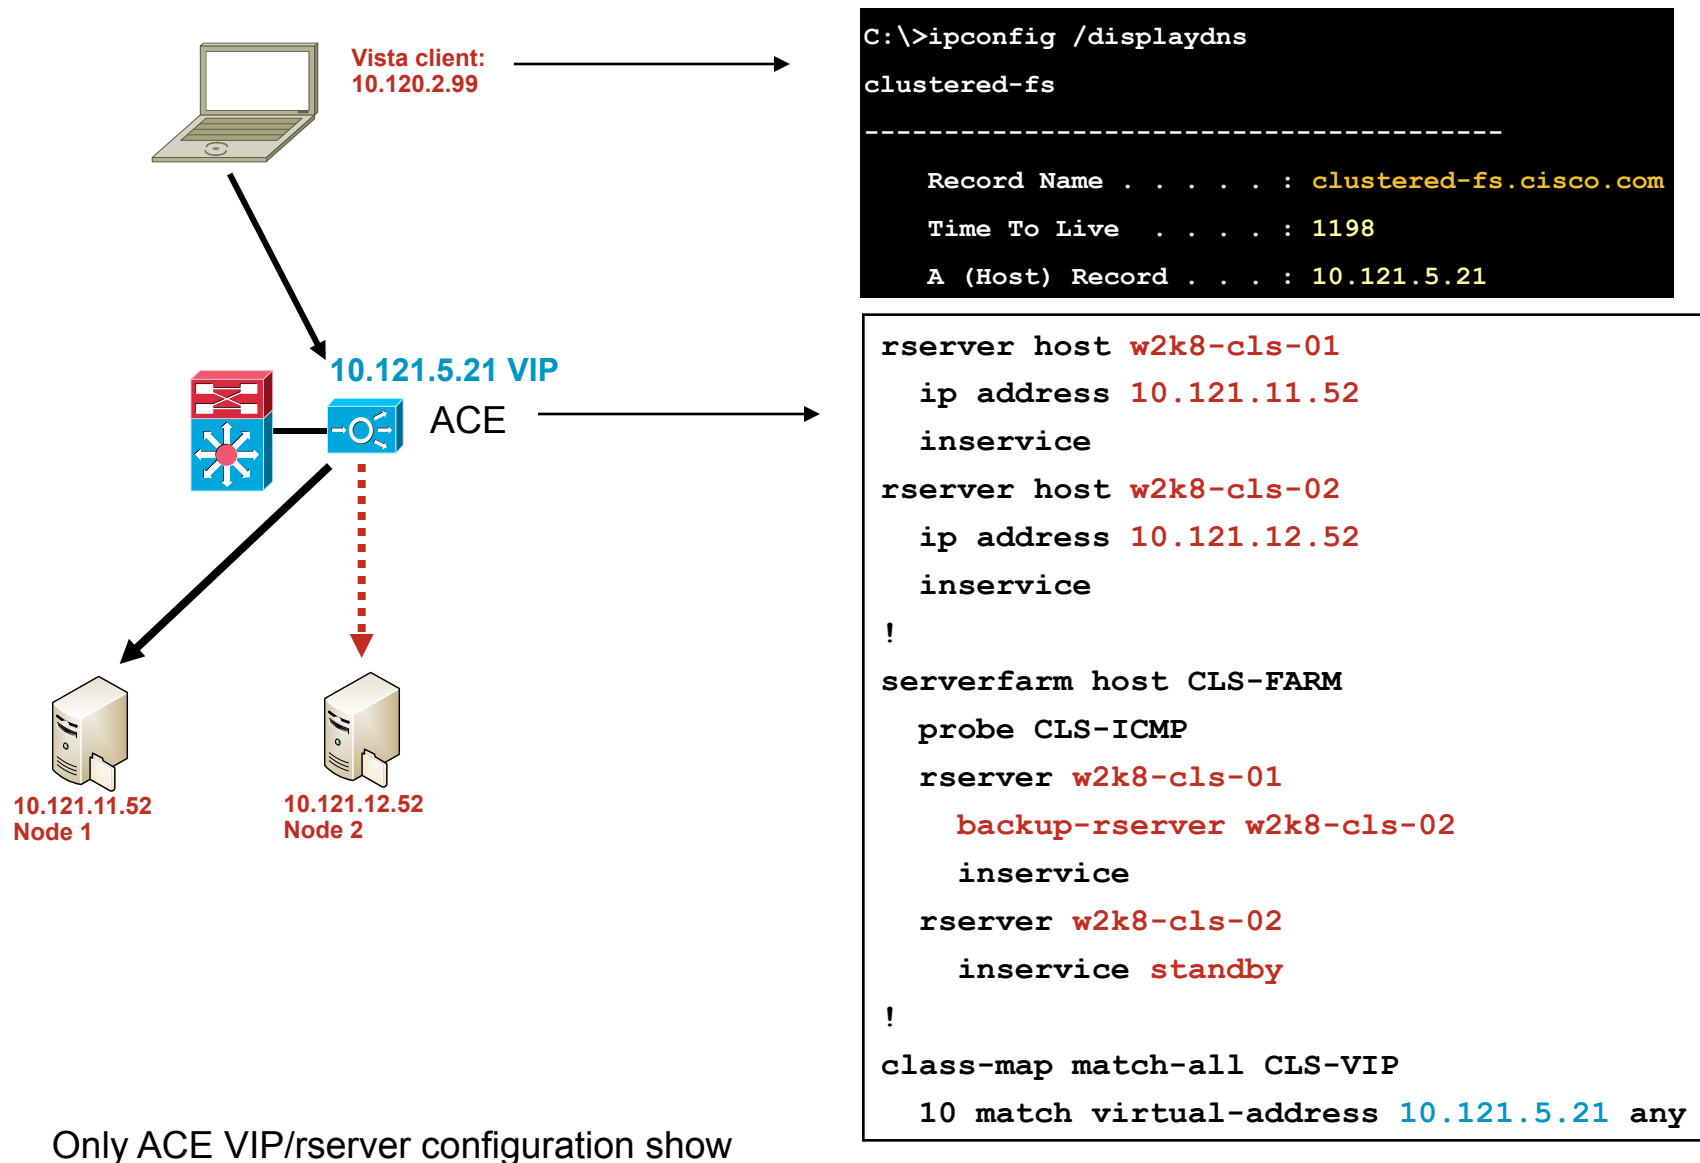 Vista client:
10.120.2.99
C:\>ipconfig /displaydns
clustered-fs
----------------------------------------
Record Name . . . . . : clustered-fs.cisco.com
Time To Live  . . . . : 1198
A (Host) Record . . . : 10.121.5.21
10.121.5.21 VIP
ACE
10.121.11.52
Node 1
10.121.12.52
Node 2
rserver host w2k8-cls-01
ip address 10.121.11.52
inservice
rserver host w2k8-cls-02
ip address 10.121.12.52
inservice
!
serverfarm host CLS-FARM
probe CLS-ICMP
rserver w2k8-cls-01
backup-rserver w2k8-cls-02
inservice
rserver w2k8-cls-02
inservice standby
!
class-map match-all CLS-VIP
10 match virtual-address 10.121.5.21 any
Only ACE VIP/rserver configuration show